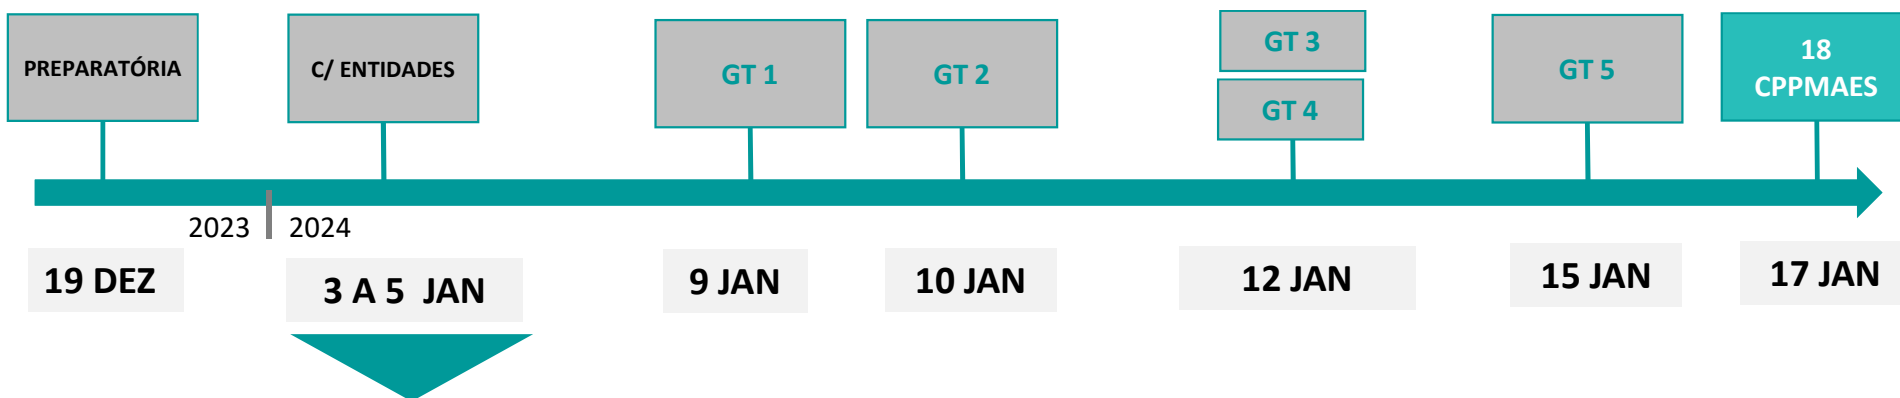 PREPARATÓRIA
C/ ENTIDADES
GT 1
GT 2
GT 3
GT 4
GT 5
18
CPPMAES
2023
2024
19 DEZ
3 A 5 JAN
9 JAN
10 JAN
12 JAN
15 JAN
17 JAN